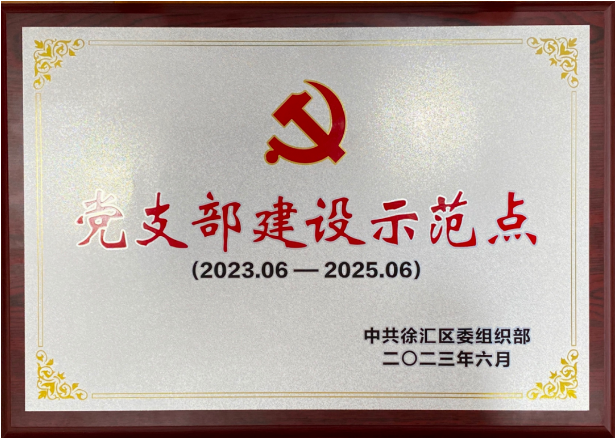 党支部建设示范点
（2023.06 — 2025.06）
中共徐汇区委组织部
二〇二三年六月